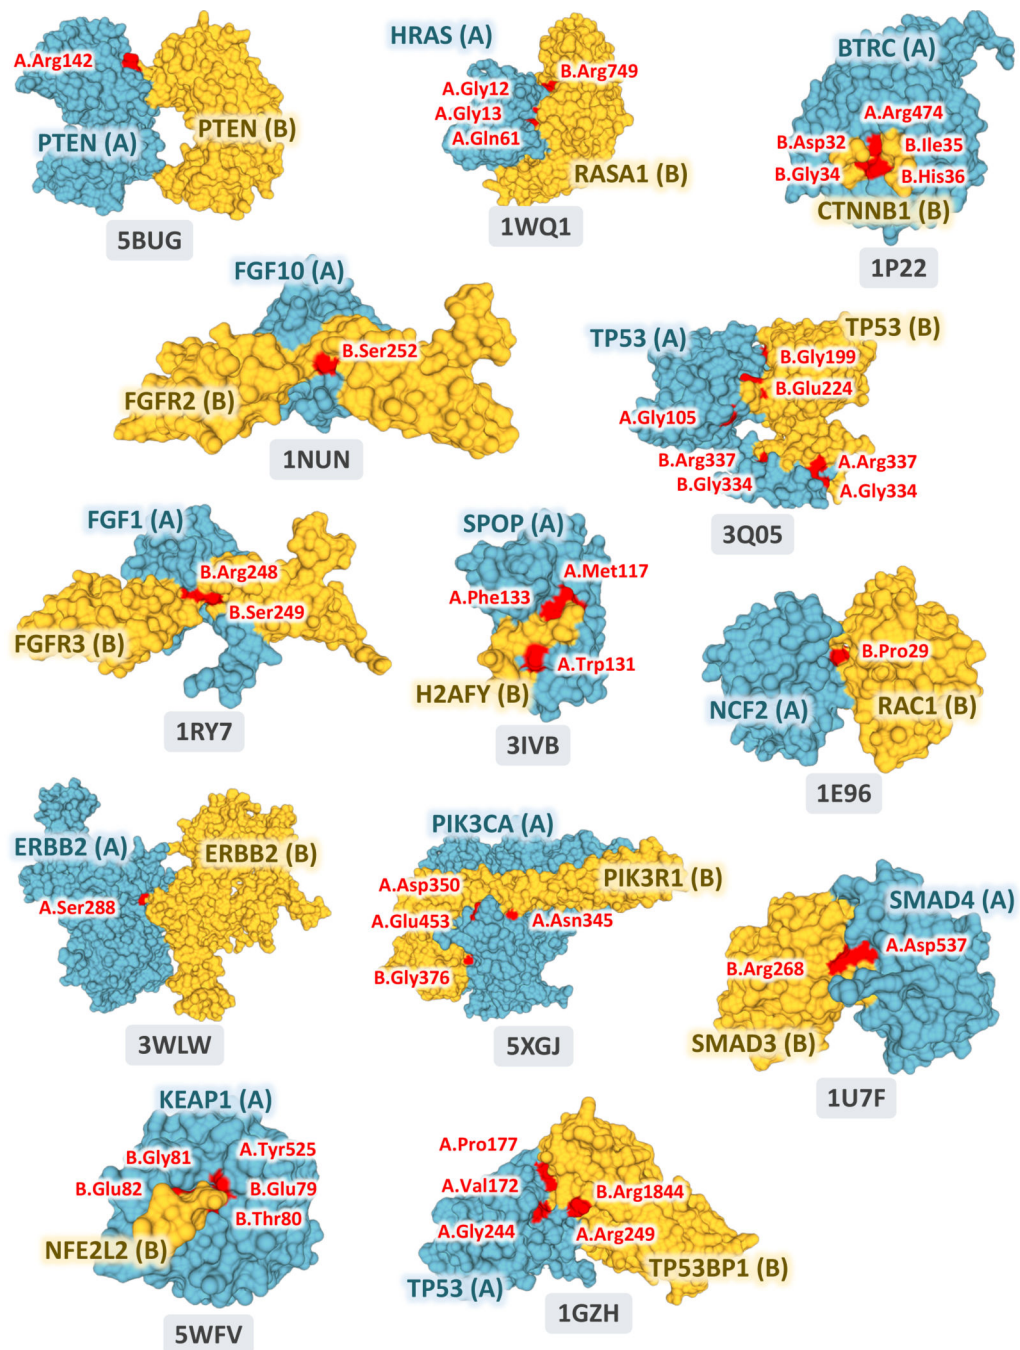 A.Arg142
PTEN (A)
PTEN (B)
5BUG
HRAS (A)
B.Arg749
A.Gly12
A.Gly13
A.Gln61
RASA1 (B)
1WQ1
BTRC (A)
A.Arg474
B.Asp32
B.Ile35
B.Gly34
B.His36
CTNNB1 (B)
1P22
FGF10 (A)
B.Ser252
FGFR2 (B)
1NUN
TP53 (B)
TP53 (A)
B.Gly199
B.Glu224
A.Gly105
B.Arg337
A.Arg337
B.Gly334
A.Gly334
3Q05
FGF1 (A)
B.Arg248
B.Ser249
FGFR3 (B)
1RY7
SPOP (A)
A.Met117
A.Phe133
A.Trp131
H2AFY (B)
3IVB
B.Pro29
NCF2 (A)
RAC1 (B)
1E96
ERBB2 (A)
ERBB2 (B)
A.Ser288
3WLW
PIK3CA (A)
PIK3R1 (B)
A.Asp350
A.Glu453
A.Asn345
B.Gly376
5XGJ
SMAD4 (A)
A.Asp537
B.Arg268
SMAD3 (B)
1U7F
KEAP1 (A)
A.Tyr525
B.Gly81
B.Glu82
B.Glu79
B.Thr80
NFE2L2 (B)
5WFV
A.Pro177
A.Val172
B.Arg1844
A.Gly244
A.Arg249
TP53BP1 (B)
TP53 (A)
1GZH